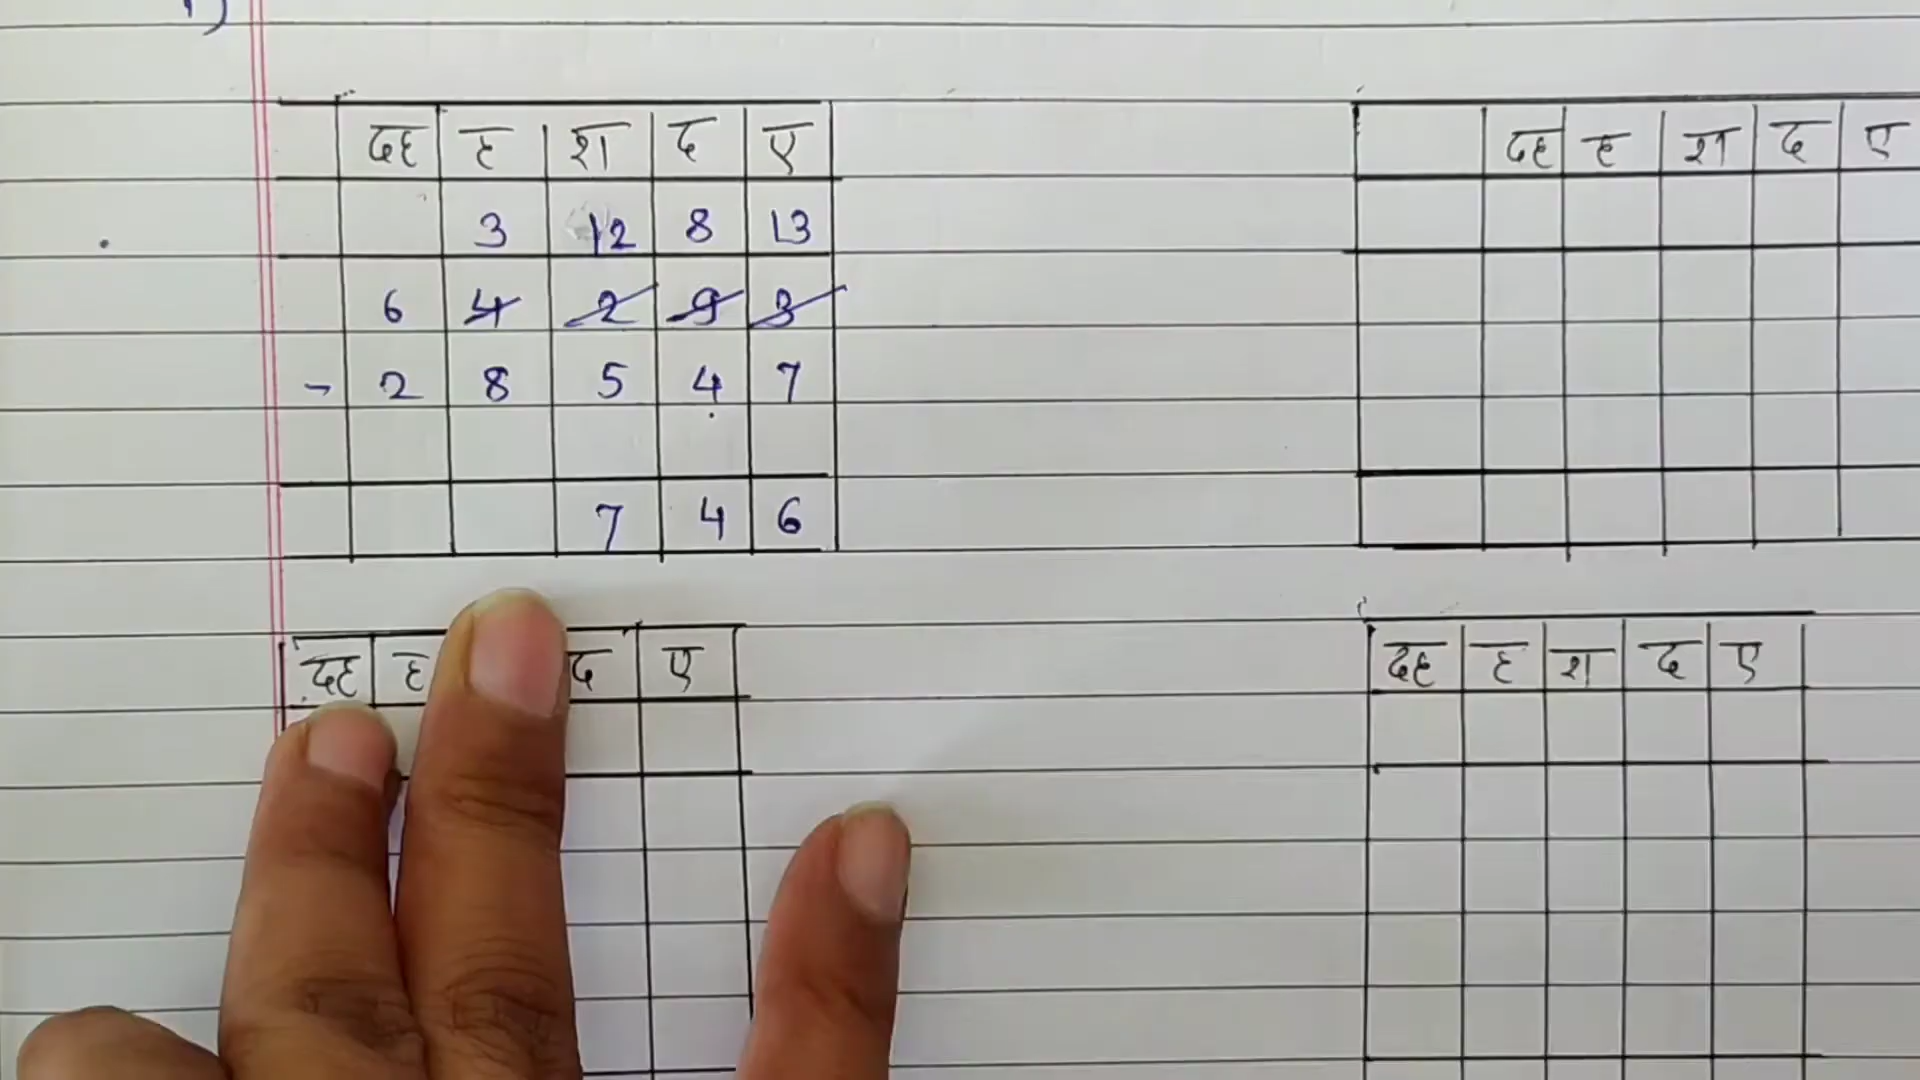 1)
दह ह श द ए
3 12 8 13
6 4 2 9 3
- 2 8 5 4 7
7 4 6
दह ह श द ए
दह ह द ए
दह ह श द ए